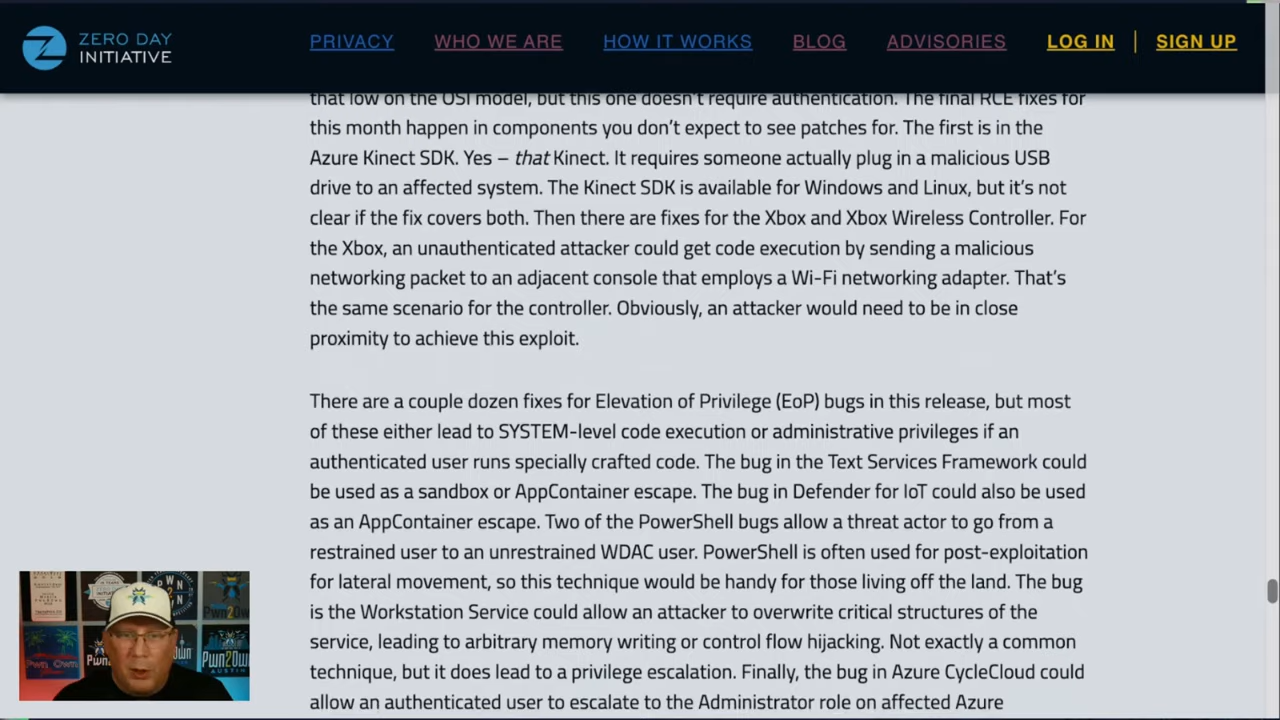 ZERO DAY
INITIATIVE
PRIVACY
WHO WE ARE
HOW IT WORKS
BLOG
ADVISORIES
LOG IN
SIGN UP
that low on the OSI model, but this one doesn't require authentication. The final RCE fixes for
this month happen in components you don't expect to see patches for. The first is in the
Azure Kinect SDK. Yes – that Kinect. It requires someone actually plug in a malicious USB
drive to an affected system. The Kinect SDK is available for Windows and Linux, but it's not
clear if the fix covers both. Then there are fixes for the Xbox and Xbox Wireless Controller. For
the Xbox, an unauthenticated attacker could get code execution by sending a malicious
networking packet to an adjacent console that employs a Wi-Fi networking adapter. That's
the same scenario for the controller. Obviously, an attacker would need to be in close
proximity to achieve this exploit.
There are a couple dozen fixes for Elevation of Privilege (EoP) bugs in this release, but most
of these either lead to SYSTEM-level code execution or administrative privileges if an
authenticated user runs specially crafted code. The bug in the Text Services Framework could
be used as a sandbox or AppContainer escape. The bug in Defender for IoT could also be used
as an AppContainer escape. Two of the PowerShell bugs allow a threat actor to go from a
restrained user to an unrestrained WDAC user. PowerShell is often used for post-exploitation
for lateral movement, so this technique would be handy for those living off the land. The bug
is the Workstation Service could allow an attacker to overwrite critical structures of the
service, leading to arbitrary memory writing or control flow hijacking. Not exactly a common
technique, but it does lead to a privilege escalation. Finally, the bug in Azure CycleCloud could
allow an authenticated user to escalate to the Administrator role on affected Azure
Pwn2Own
AUSTIN